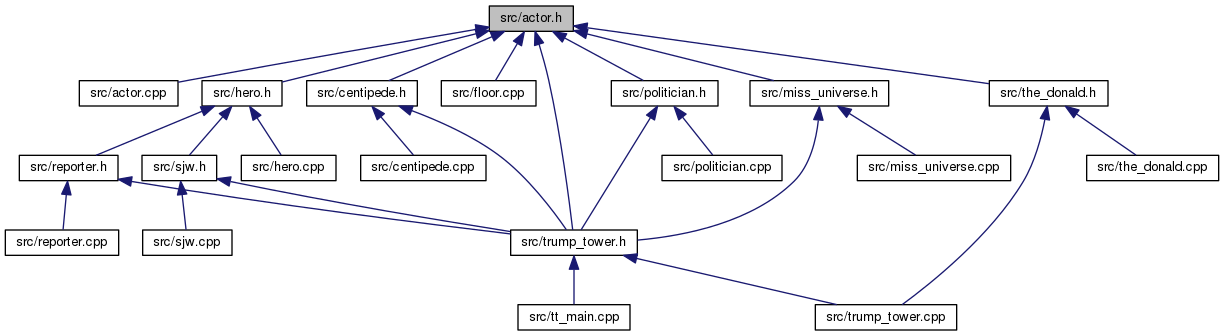 src/actor.h
src/actor.cpp
src/hero.h
src/centipede.h
src/floor.cpp
src/politician.h
src/miss_universe.h
src/the_donald.h
src/reporter.h
src/sjw.h
src/hero.cpp
src/centipede.cpp
src/politician.cpp
src/miss_universe.cpp
src/the_donald.cpp
src/reporter.cpp
src/sjw.cpp
src/trump_tower.h
src/tt_main.cpp
src/trump_tower.cpp